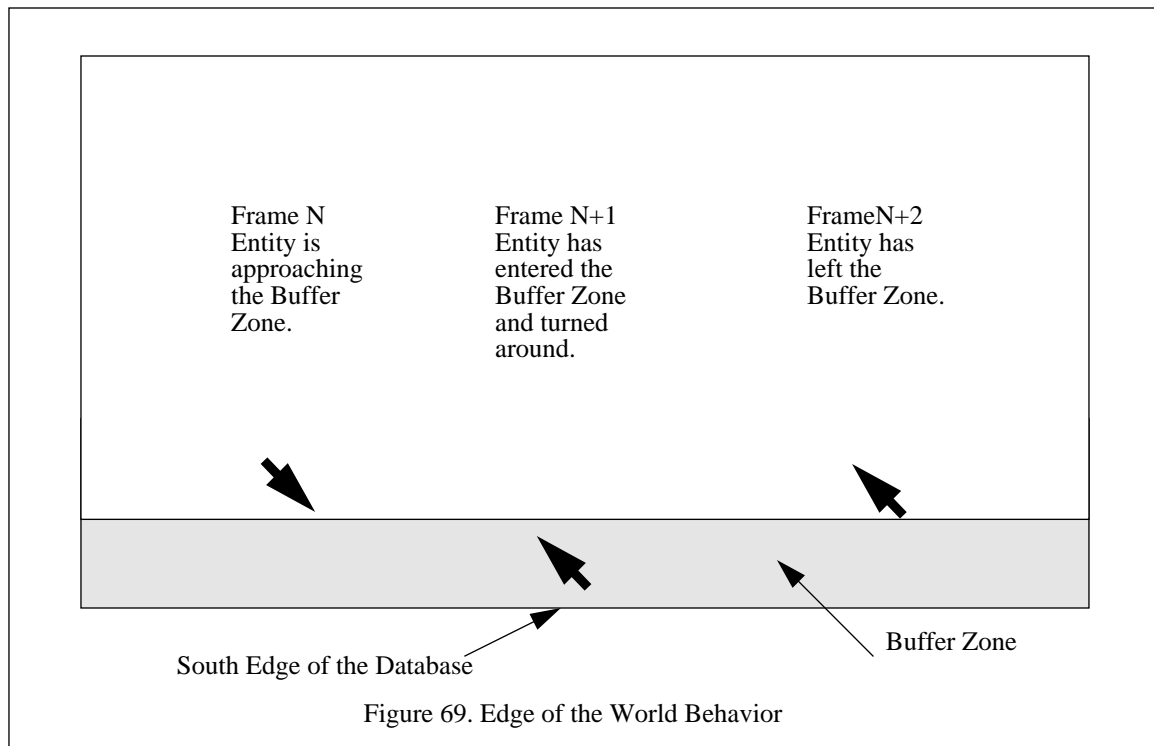 Frame N
Entity is
approaching
the Buffer
Zone.
Frame N+1
Entity has
entered the
Buffer Zone
and turned
around.
FrameN+2
Entity has
left the
Buffer Zone.
Buffer Zone
South Edge of the Database
Figure 69. Edge of the World Behavior